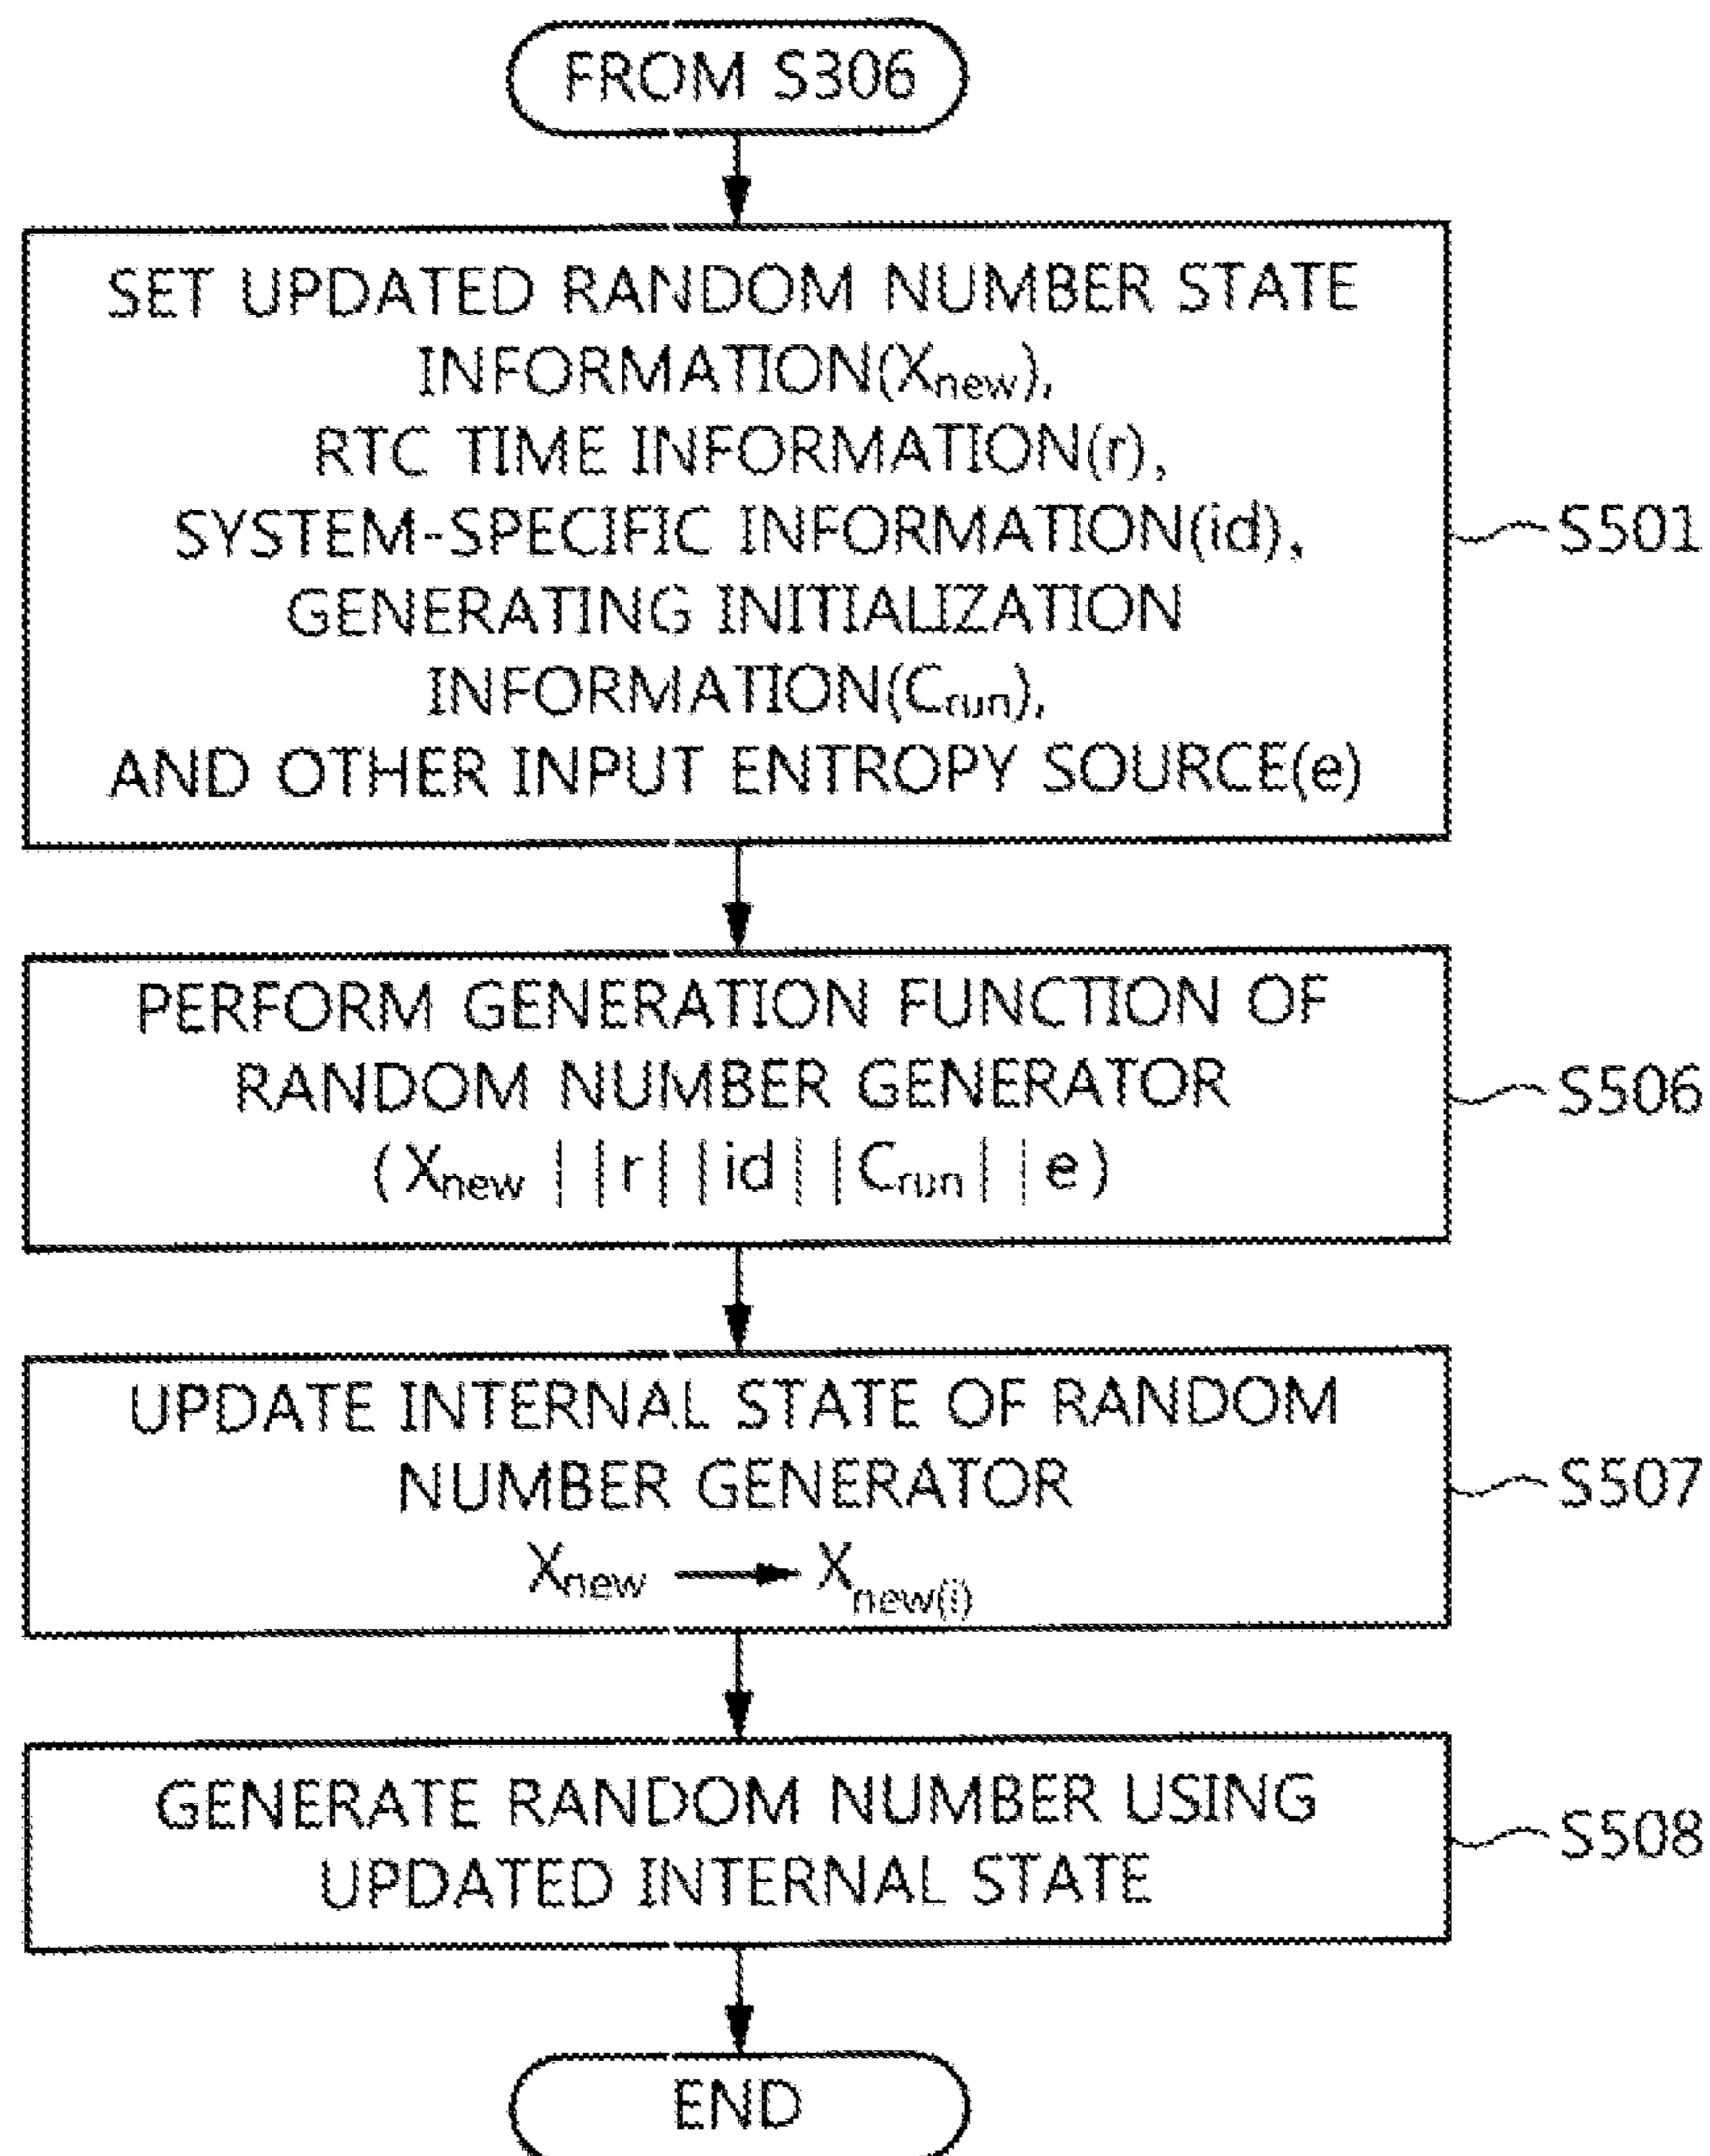 FROM S306
SET UPDATED RANDOM NUMBER STATE
INFORMATION(Xnew),
RTC TIME INFORMATION(r),
SYSTEM-SPECIFIC INFORMATION(id),
GENERATING INITIALIZATION
INFORMATION(Crun),
AND OTHER INPUT ENTROPY SOURCE(e)
S501
PERFORM GENERATION FUNCTION OF
RANDOM NUMBER GENERATOR
(Xnew||r||id||Crun||e)
S506
UPDATE INTERNAL STATE OF RANDOM
NUMBER GENERATOR
Xnew → Xnew(i)
S507
GENERATE RANDOM NUMBER USING
UPDATED INTERNAL STATE
S508
END